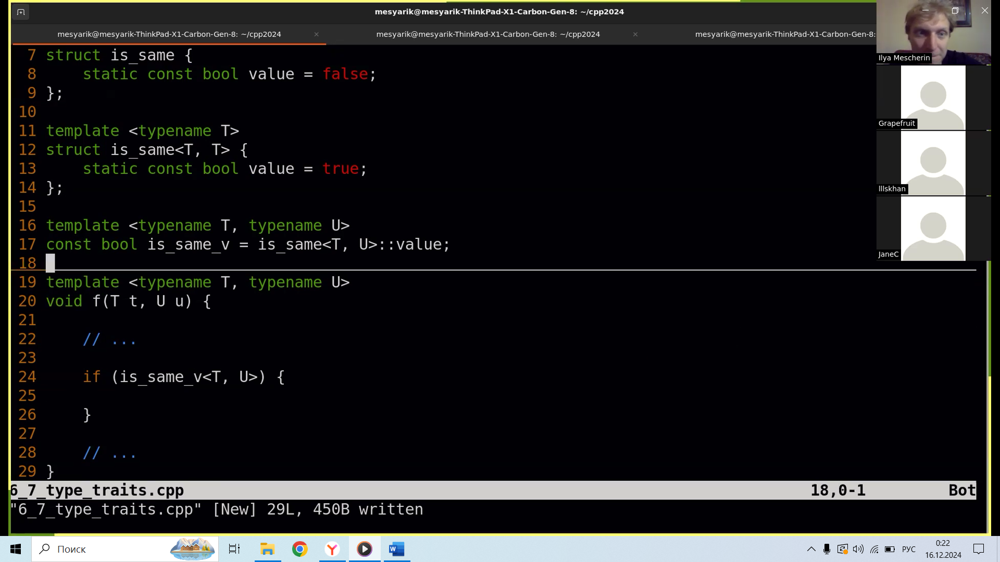 mesyarik@mesyarik-ThinkPad-X1-Carbon-Gen-8: ~/cpp2024
mesyarik@mesyarik-ThinkPad-X1-Carbon-Gen-8: ~/cpp2024 ×
mesyarik@mesyarik-ThinkPad-X1-Carbon-Gen-8: ~/cpp2024 ×
mesyarik@mesyarik-ThinkPad-X1-Carbon-Gen-8:
7 struct is_same {
8     static const bool value = false;
9 };
10
11 template <typename T>
12 struct is_same<T, T> {
13     static const bool value = true;
14 };
15
16 template <typename T, typename U>
17 const bool is_same_v = is_same<T, U>::value;
18
19 template <typename T, typename U>
20 void f(T t, U u) {
21
22     // ...
23
24     if (is_same_v<T, U>) {
25
26     }
27
28     // ...
29 }
6_7_type_traits.cpp 18,0-1 Bot
"6_7_type_traits.cpp" [New] 29L, 450B written
Ilya Mescherin
Grapefruit
lllskhan
JaneC
Поиск
РУС
0:22
16.12.2024